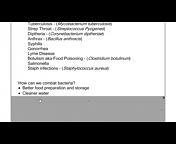 Tuberculosis - (Mycobacterium tuberculosis)
Strep Throat - (Streptococcus Pyogenes)
Diptheria - (Corynebacterium diptheriae)
Anthrax - (Bacillus anthracis)
Syphilis
Gonorrhea
Lyme Disease
Botulism aka Food Poisoning - (Clostridium botulinum)
Salmonella
Staph infections - (Staphylococcus aureus)
How can we combat bacteria?
Better food preparation and storage
Cleaner water